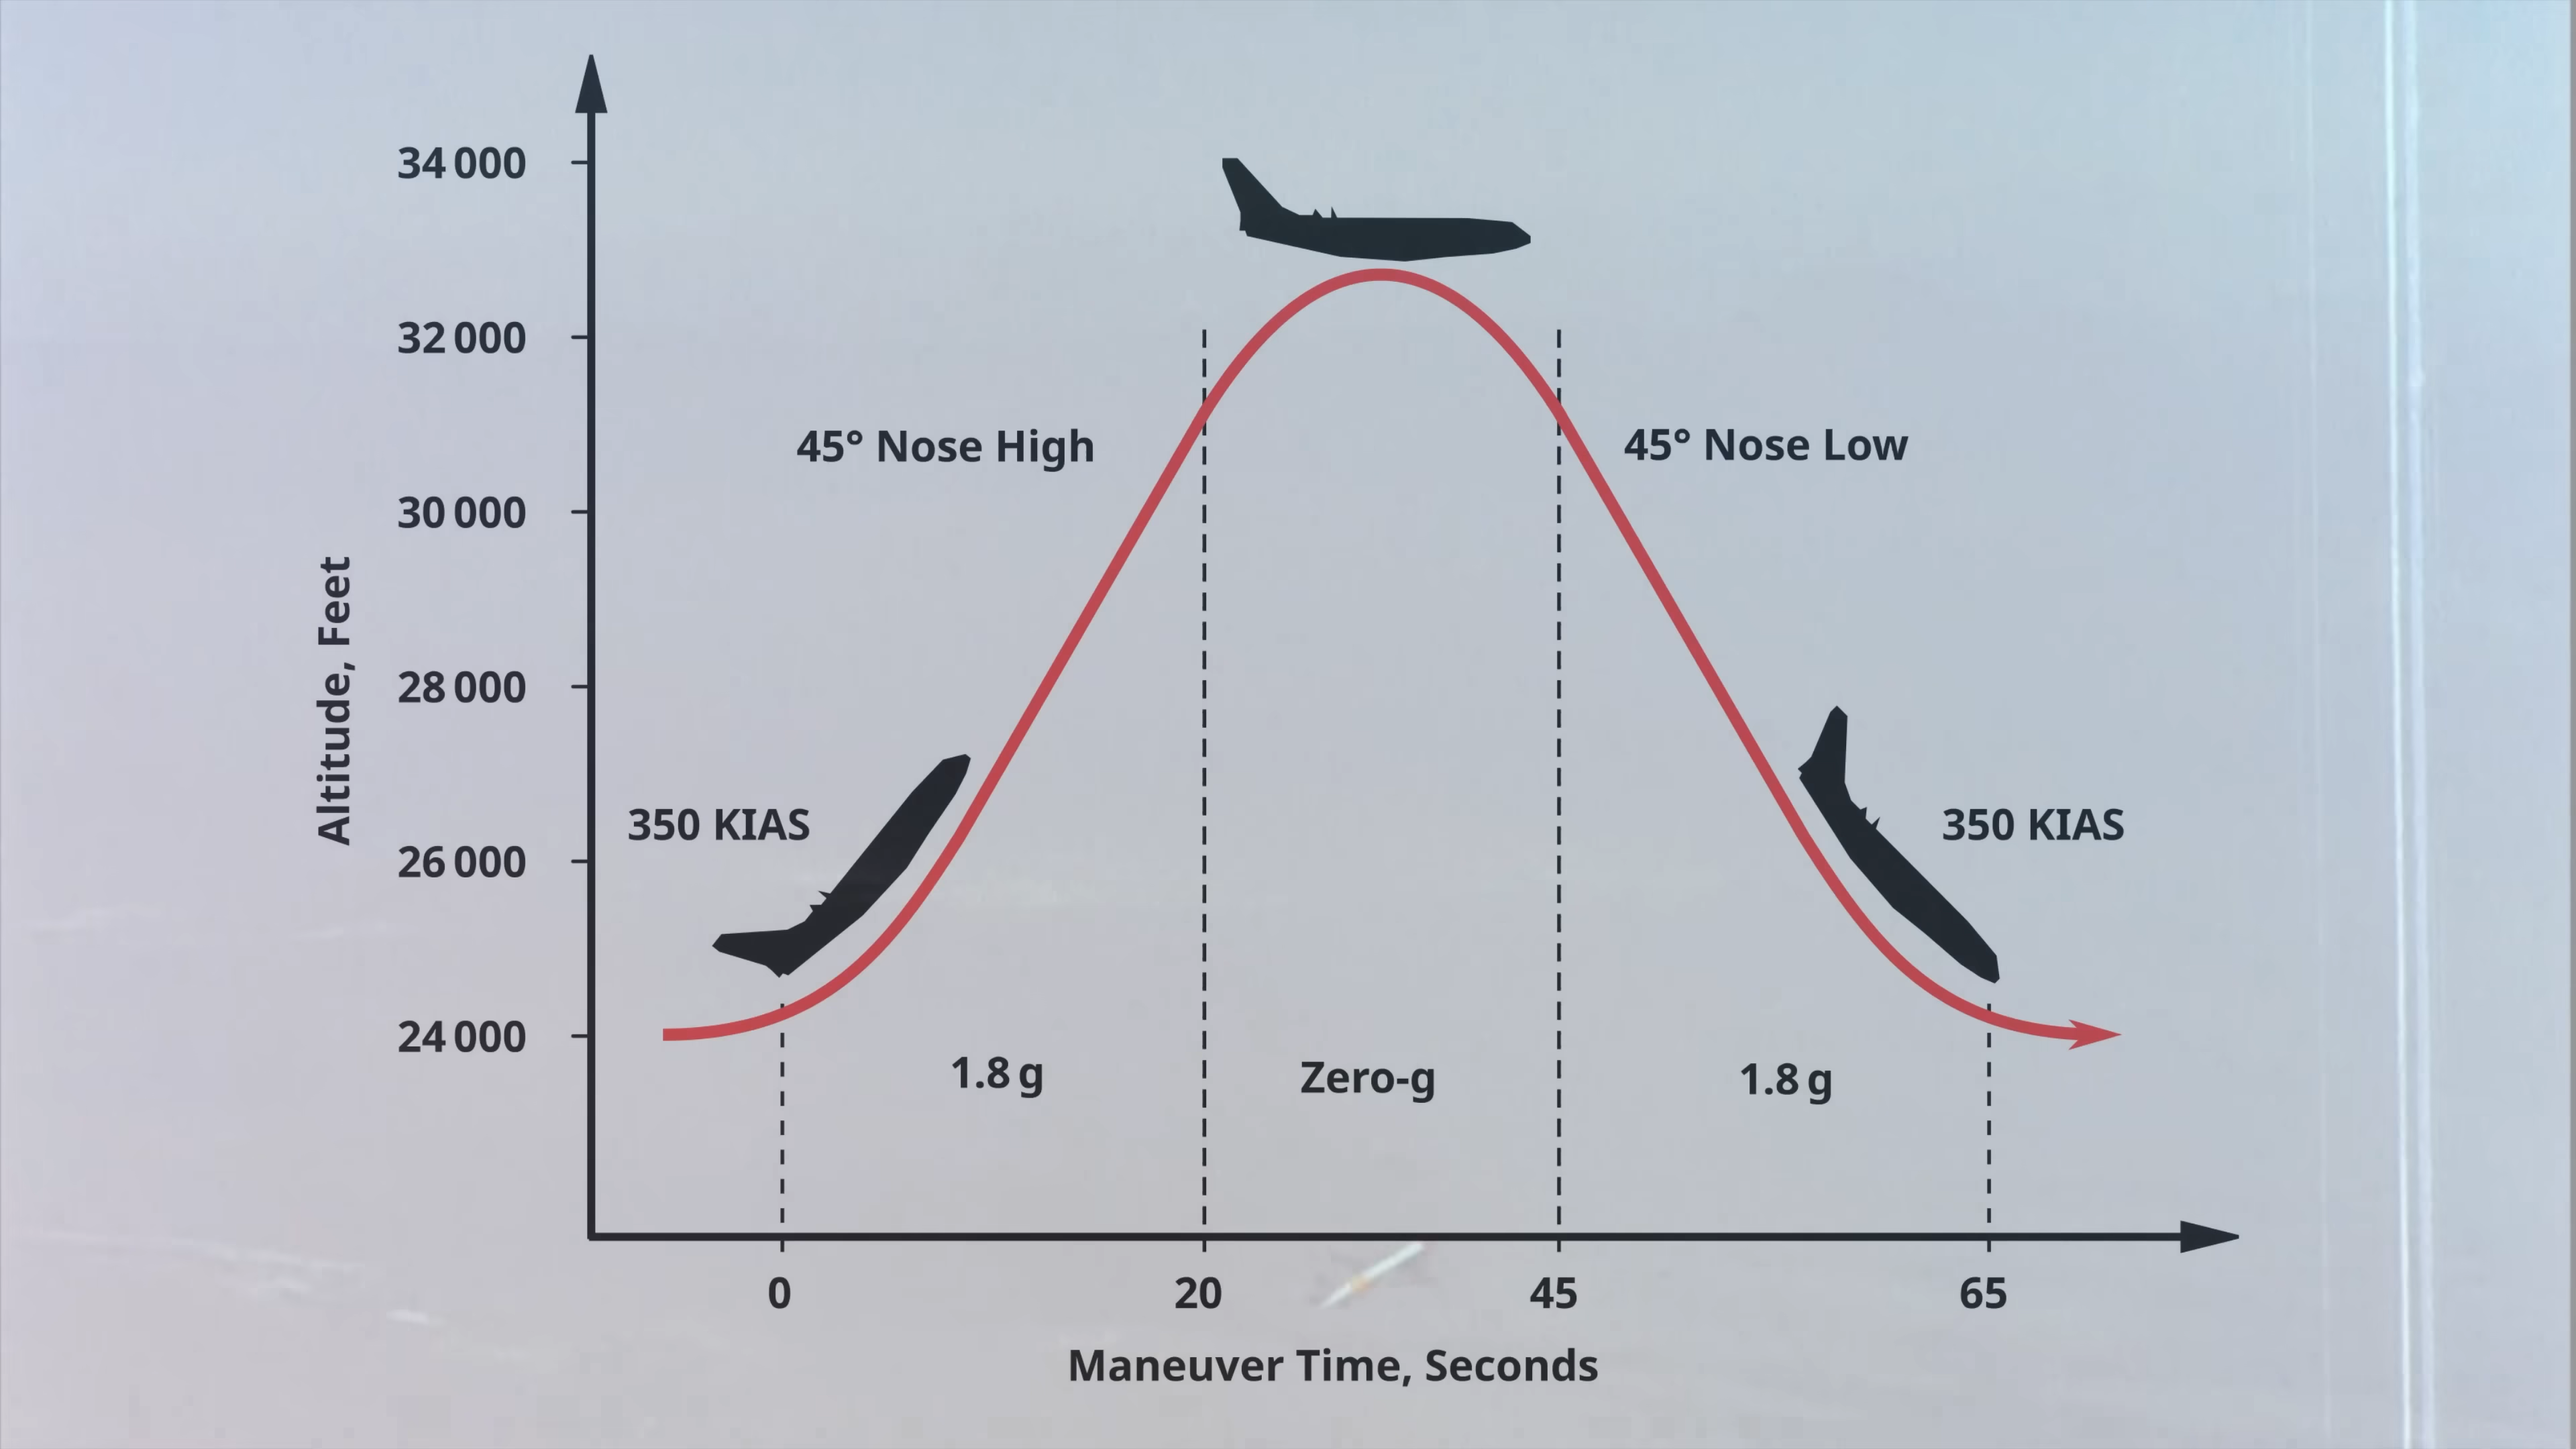 34 000
32 000
45° Nose High
45° Nose Low
30 000
Altitude, Feet
28 000
350 KIAS
350 KIAS
26 000
24 000
1.8 g
Zero-g
1.8 g
0
20
45
65
Maneuver Time, Seconds